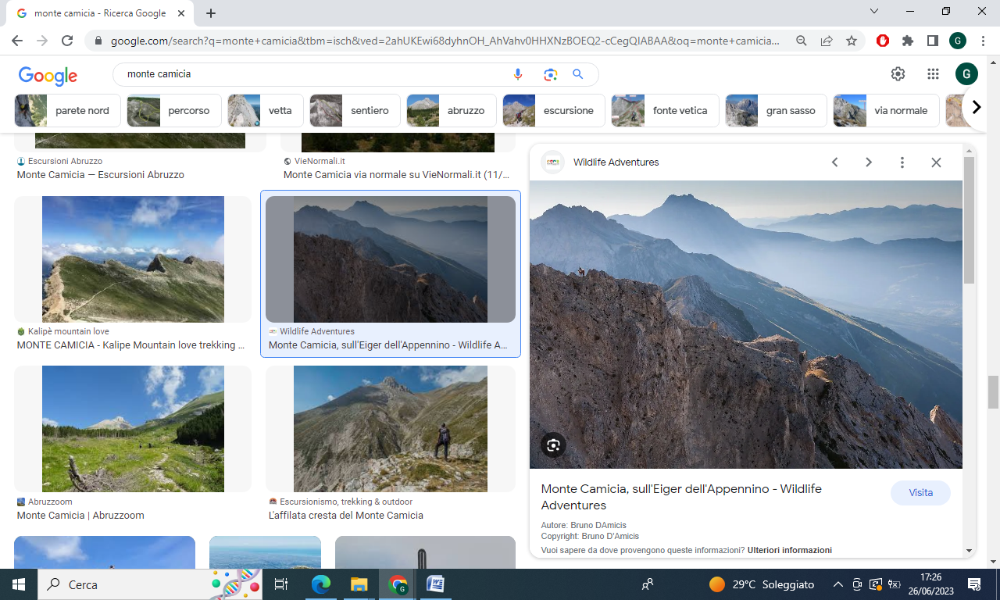 monte camicia - Ricerca Google
google.com/search?q=monte+camicia&tbm=isch&ved=2ahUKEwi68dyhnOH_AhVahv0HHXNzBOEQ2-cCegQIABAA&oq=monte+camicia...
G
Google
monte camicia
G
parete nord
percorso
vetta
sentiero
abruzzo
escursione
fonte vetica
gran sasso
via normale
Escursioni Abruzzo
Monte Camicia — Escursioni Abruzzo
VieNormali.it
Monte Camicia via normale su VieNormali.it (11/...
Kalipè mountain love
MONTE CAMICIA - Kalipe Mountain love trekking ...
Wildlife Adventures
Monte Camicia, sull'Eiger dell'Appennino - Wildlife A...
Abruzzoom
Monte Camicia | Abruzzoom
Escursionismo, trekking & outdoor
L'affilata cresta del Monte Camicia
Wildlife Adventures
Monte Camicia, sull'Eiger dell'Appennino - Wildlife
Adventures
Visita
Autore: Bruno DAmicis
Copyright: Bruno D'Amicis
Vuoi sapere da dove provengono queste informazioni? Ulteriori informazioni
Cerca
G
W
29°C Soleggiato
17:26
26/06/2023